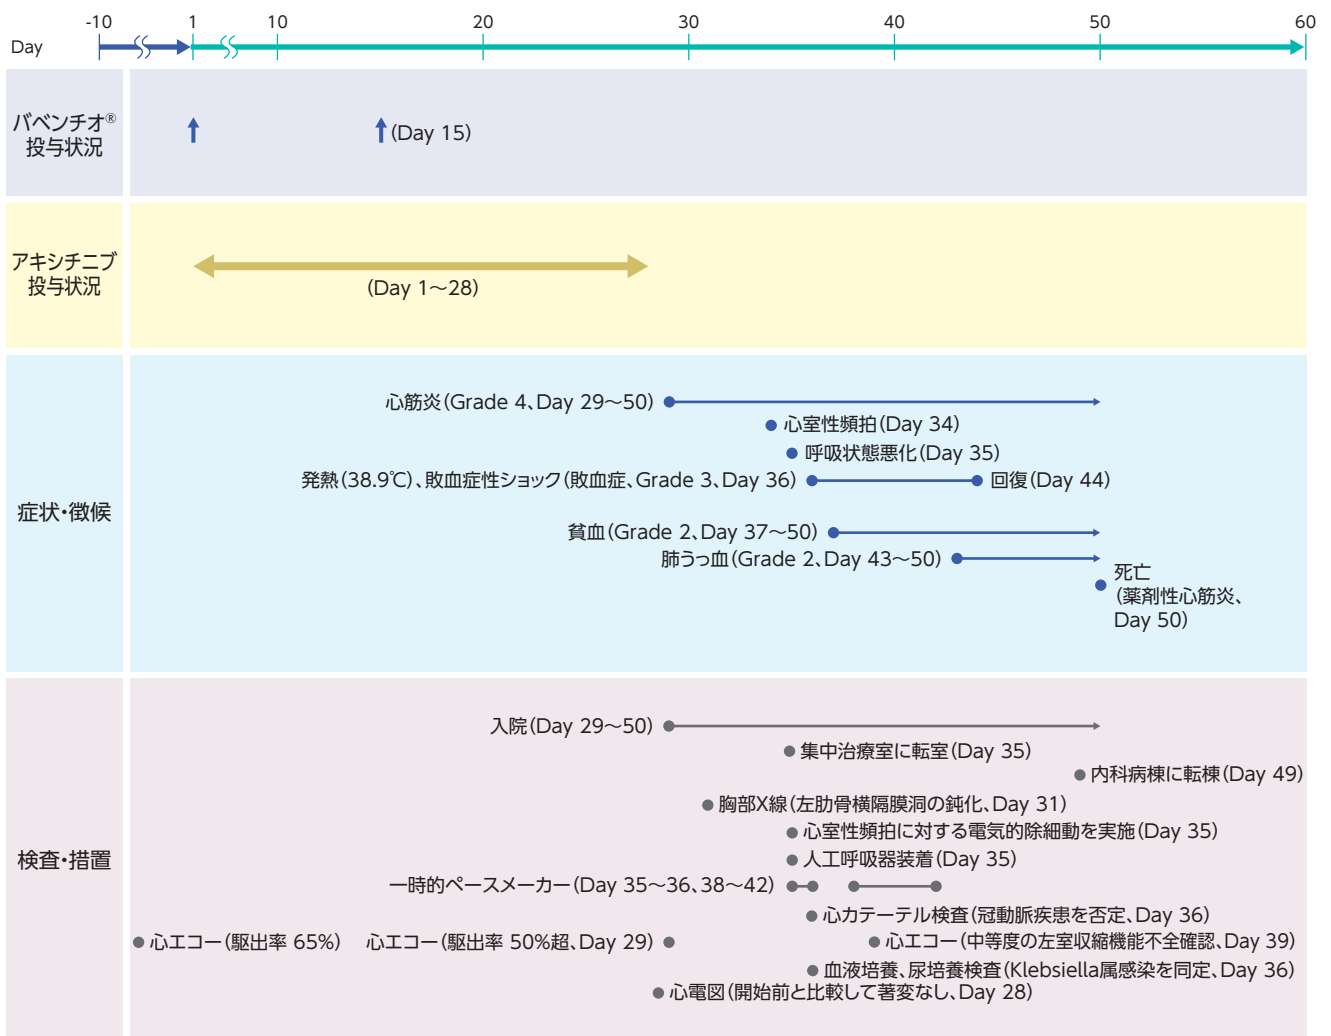 -10 1 10 20 30 40 50 60
Day
バベンチオ®
投与状況
(Day 15)
アキシチニブ
投与状況
(Day 1～28)
症状・徴候
心筋炎(Grade 4、Day 29～50)
心室性頻拍(Day 34)
呼吸状態悪化(Day 35)
発熱(38.9℃)、敗血症性ショック(敗血症、Grade 3、Day 36)
回復(Day 44)
貧血(Grade 2、Day 37～50)
肺うっ血(Grade 2、Day 43～50)
死亡
(薬剤性心筋炎、
Day 50)
検査・措置
入院(Day 29～50)
集中治療室に転室(Day 35)
内科病棟に転棟(Day 49)
胸部X線(左肋骨横隔膜洞の鈍化、Day 31)
心室性頻拍に対する電気的除細動を実施(Day 35)
人工呼吸器装着(Day 35)
一時的ペースメーカー(Day 35～36、38～42)
心カテーテル検査(冠動脈疾患を否定、Day 36)
心エコー(駆出率 65%)
心エコー(駆出率 50%超、Day 29)
心エコー(中等度の左室収縮機能不全確認、Day 39)
血液培養、尿培養検査(Klebsiella属感染を同定、Day 36)
心電図(開始前と比較して著変なし、Day 28)